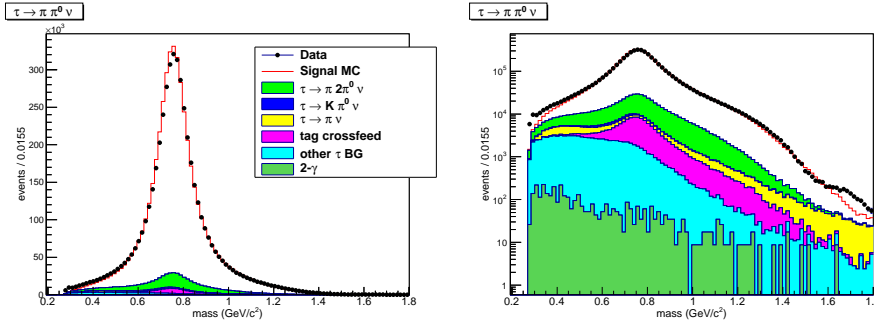 τ → π π⁰ ν
×10³
300
250
200
150
100
50
0
events / 0.0155
0.2 0.4 0.6 0.8 1 1.2 1.4 1.6 1.8
mass (GeV/c²)
Data
Signal MC
τ → π 2π⁰ ν
τ → K π⁰ ν
τ → π ν
tag crossfeed
other τ BG
2-γ
τ → π π⁰ ν
10⁵
10⁴
10³
10²
10
1
events / 0.0155
0.2 0.4 0.6 0.8 1 1.2 1.4 1.6 1.8
mass (GeV/c²)